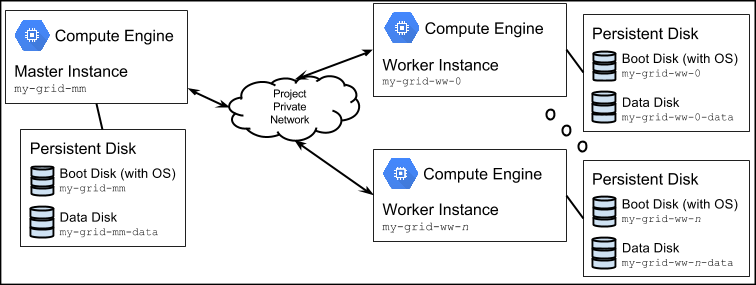 Compute Engine
Master Instance
my-grid-mm
Persistent Disk
Boot Disk (with OS)
my-grid-mm
Data Disk
my-grid-mm-data
Project
Private
Network
Compute Engine
Worker Instance
my-grid-ww-0
Persistent Disk
Boot Disk (with OS)
my-grid-ww-0
Data Disk
my-grid-ww-0-data
Compute Engine
Worker Instance
my-grid-ww-n
Persistent Disk
Boot Disk (with OS)
my-grid-ww-n
Data Disk
my-grid-ww-n-data